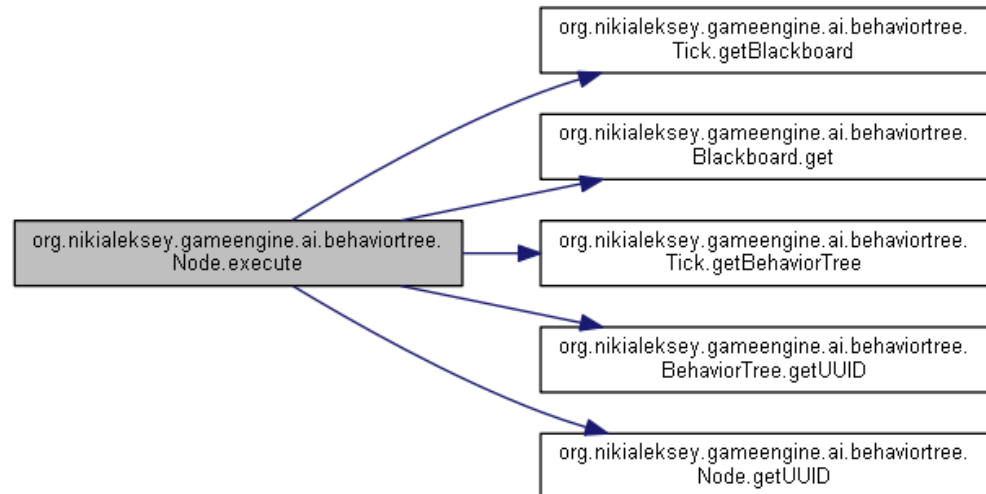 org.nikialeksey.gameengine.ai.behaviortree.
Tick.getBlackboard
org.nikialeksey.gameengine.ai.behaviortree.
Blackboard.get
org.nikialeksey.gameengine.ai.behaviortree.
Node.execute
org.nikialeksey.gameengine.ai.behaviortree.
Tick.getBehaviorTree
org.nikialeksey.gameengine.ai.behaviortree.
BehaviorTree.getUUID
org.nikialeksey.gameengine.ai.behaviortree.
Node.getUUID